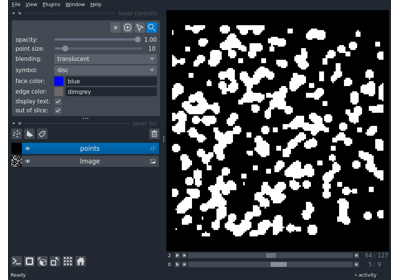 File View Plugins Window Help
layer controls
opacity: 1.00
point size: 10
blending: translucent
symbol: disc
face color: blue
edge color: dimgrey
display text:
out of slice:
layer list
points
Image
2 64 127
0 5 9
Ready
activity